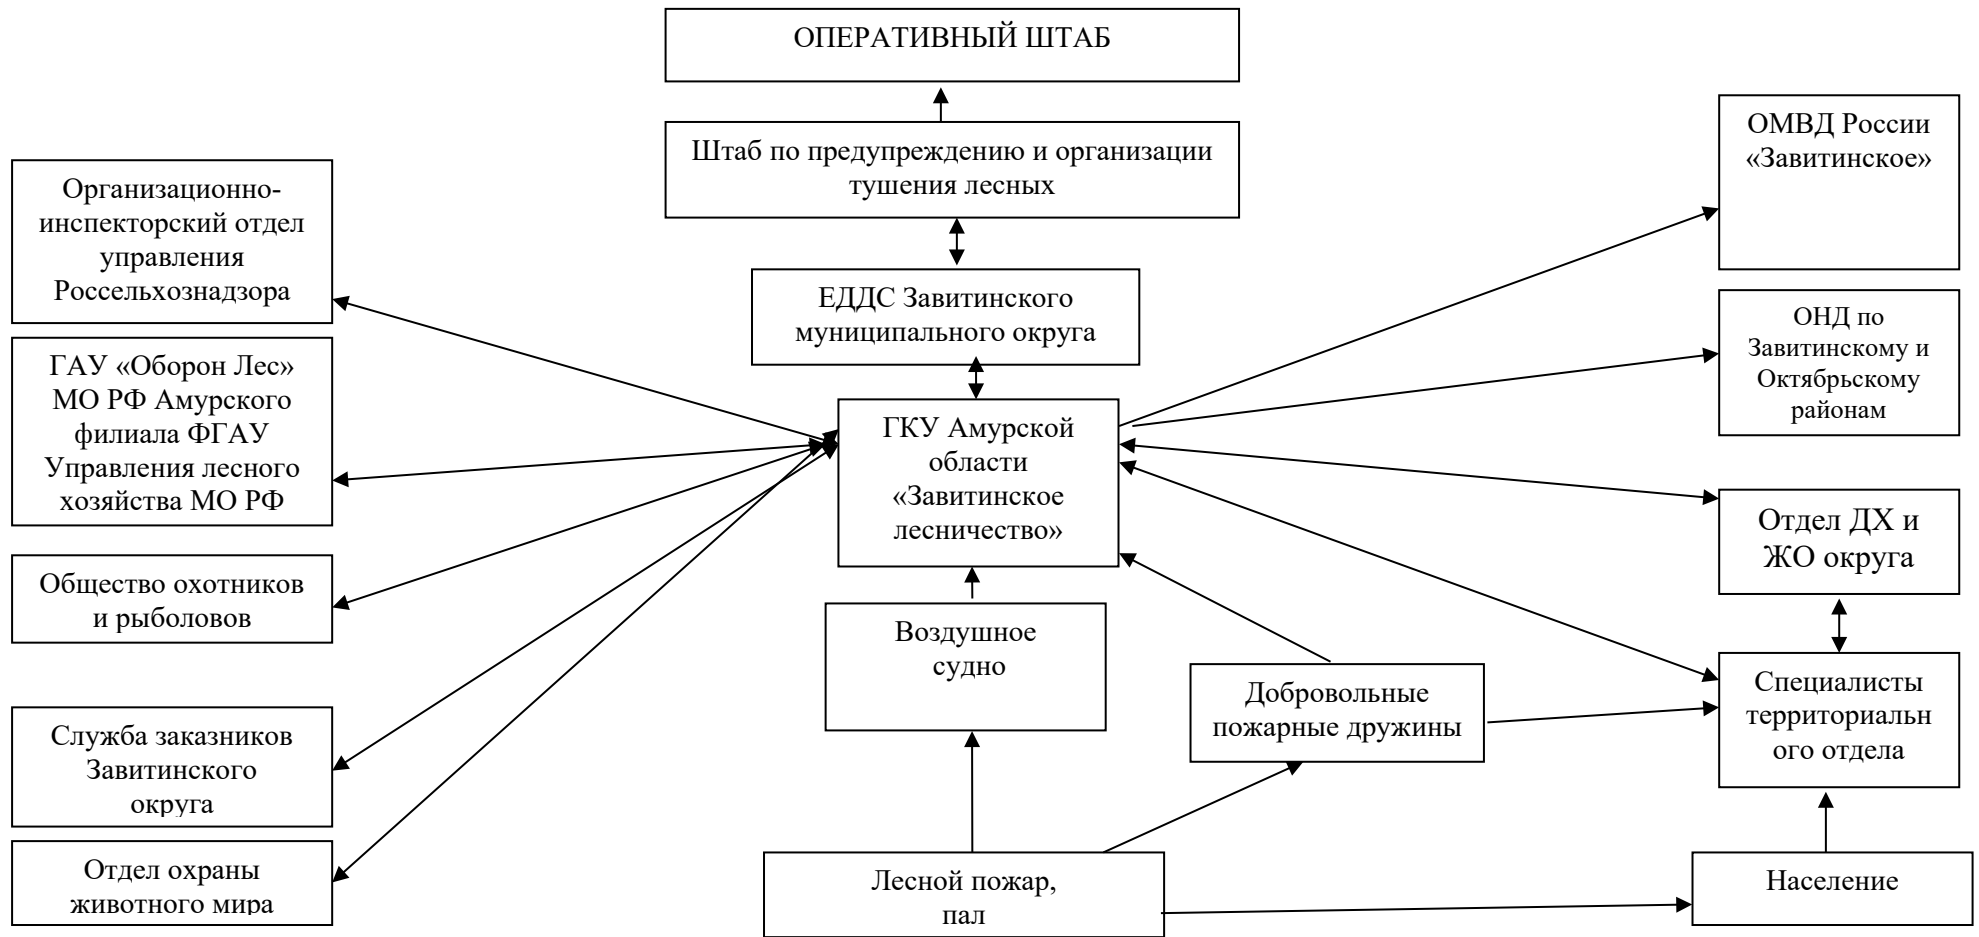 ОПЕРАТИВНЫЙ ШТАБ
Штаб по предупреждению и организации
тушения лесных
ЕДДС Завитинского
муниципального округа
Организационно-
инспекторский отдел
управления
Россельхознадзора
ГАУ «Оборон Лес»
МО РФ Амурского
филиала ФГАУ
Управления лесного
хозяйства МО РФ
Общество охотников
и рыболовов
Служба заказников
Завитинского
округа
Отдел охраны
животного мира
ГКУ Амурской
области
«Завитинское
лесничество»
Воздушное
судно
Добровольные
пожарные дружины
Лесной пожар,
пал
ОМВД России
«Завитинское»
ОНД по
Завитинскому и
Октябрьскому
районам
Отдел ДХ и
ЖО округа
Специалисты
территориальн
ого отдела
Население